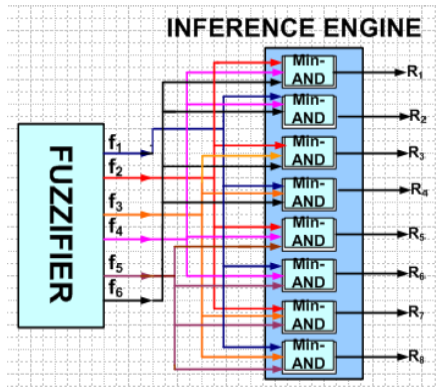 INFERENCE ENGINE
FUZZIFIER
f1
f2
f3
f4
f5
f6
Min-
AND
Min-
AND
Min-
AND
Min-
AND
Min-
AND
Min-
AND
Min-
AND
Min-
AND
R1
R2
R3
R4
R5
R6
R7
R8